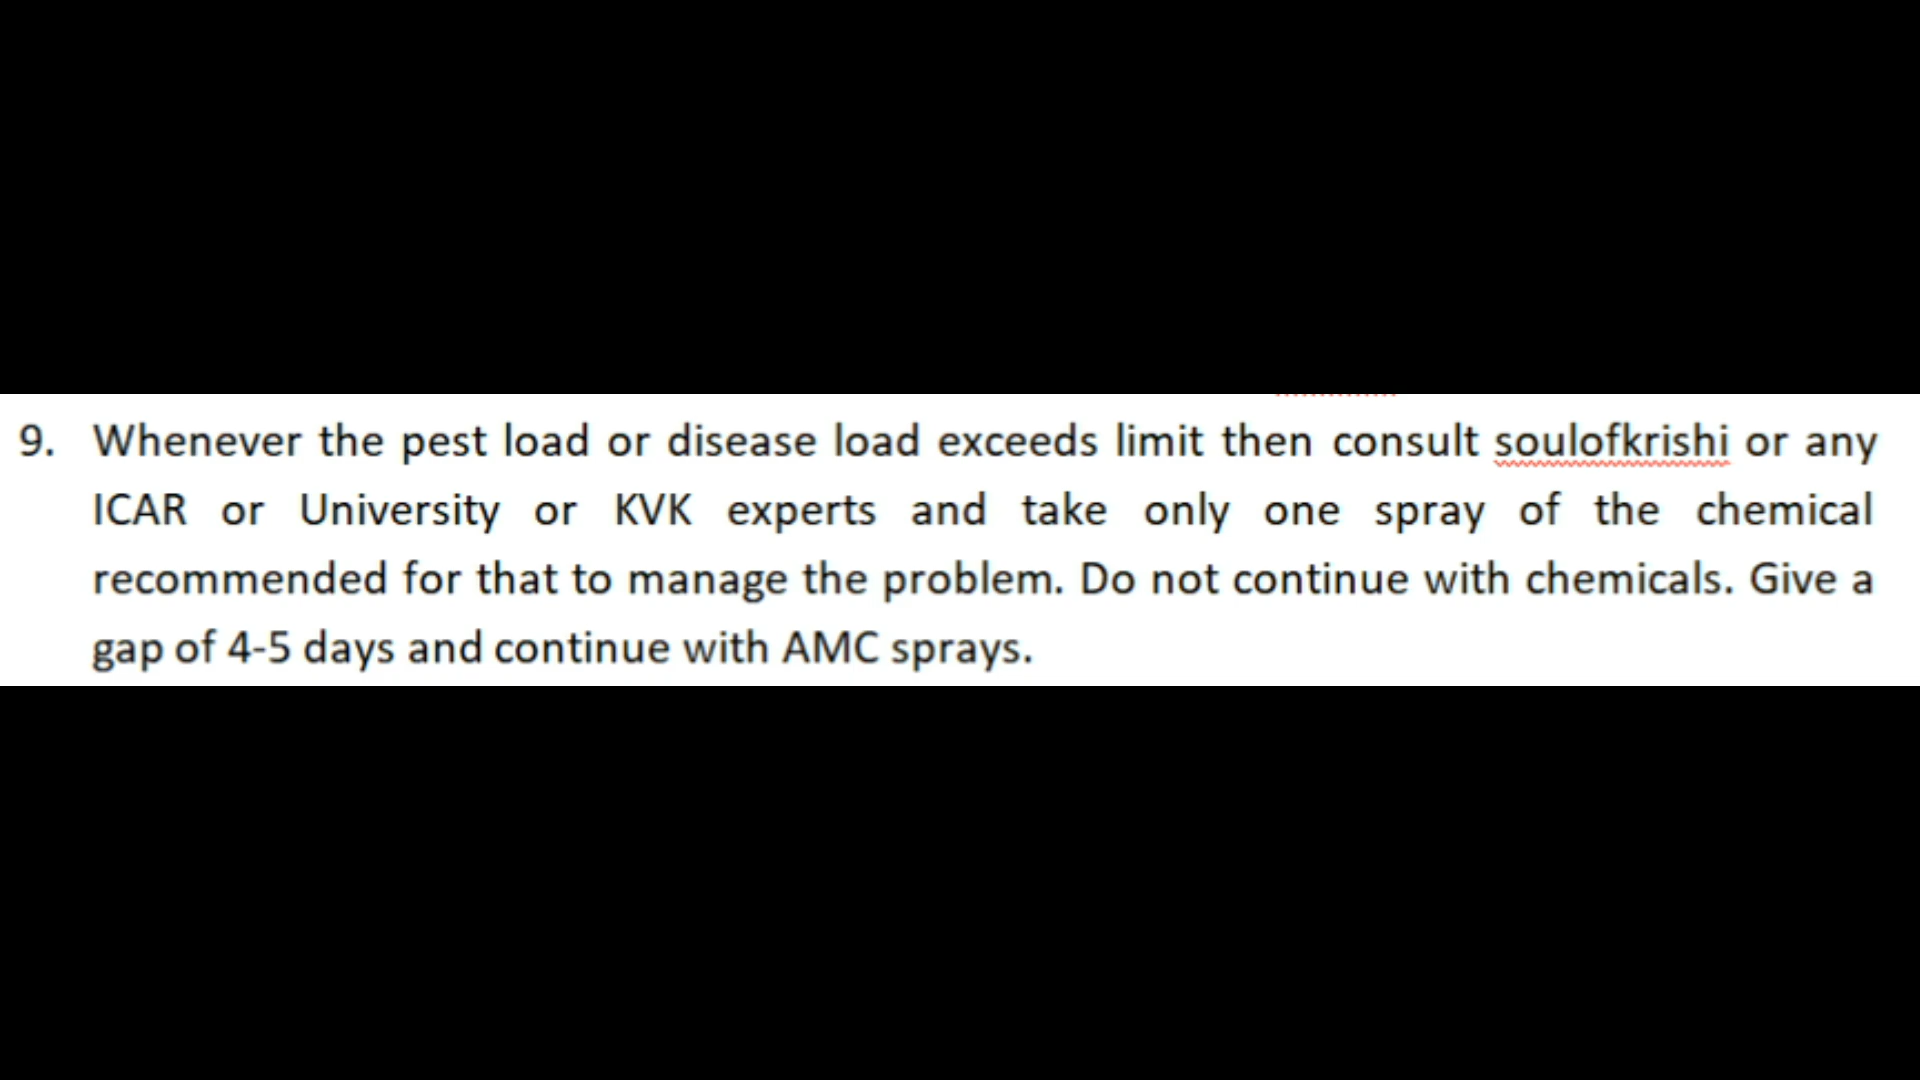 9. Whenever the pest load or disease load exceeds limit then consult soulofkrishi or any
ICAR or University or KVK experts and take only one spray of the chemical
recommended for that to manage the problem. Do not continue with chemicals. Give a
gap of 4-5 days and continue with AMC sprays.